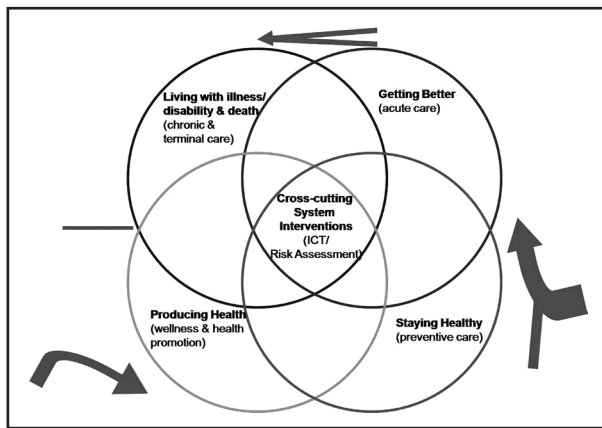 Living with illness/
disability & death
(chronic &
terminal care)
Getting Better
(acute care)
Cross-cutting
System
Interventions
(ICT/
Risk Assessment)
Producing Health
(wellness & health
promotion)
Staying Healthy
(preventive care)